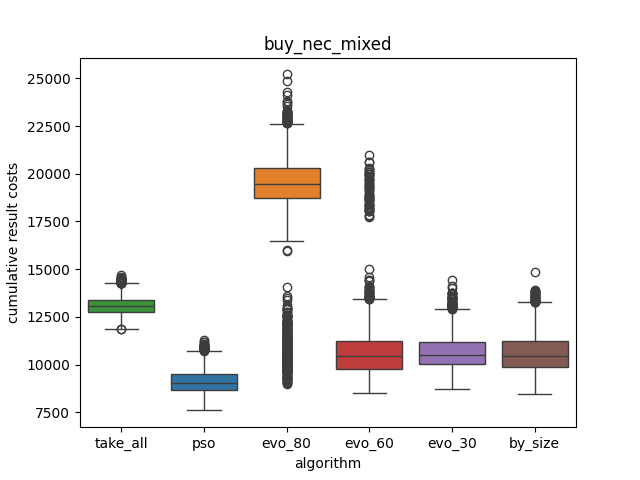 buy_nec_mixed
cumulative result costs
25000
22500
20000
17500
15000
12500
10000
7500
take_all pso evo_80 evo_60 evo_30 by_size
algorithm